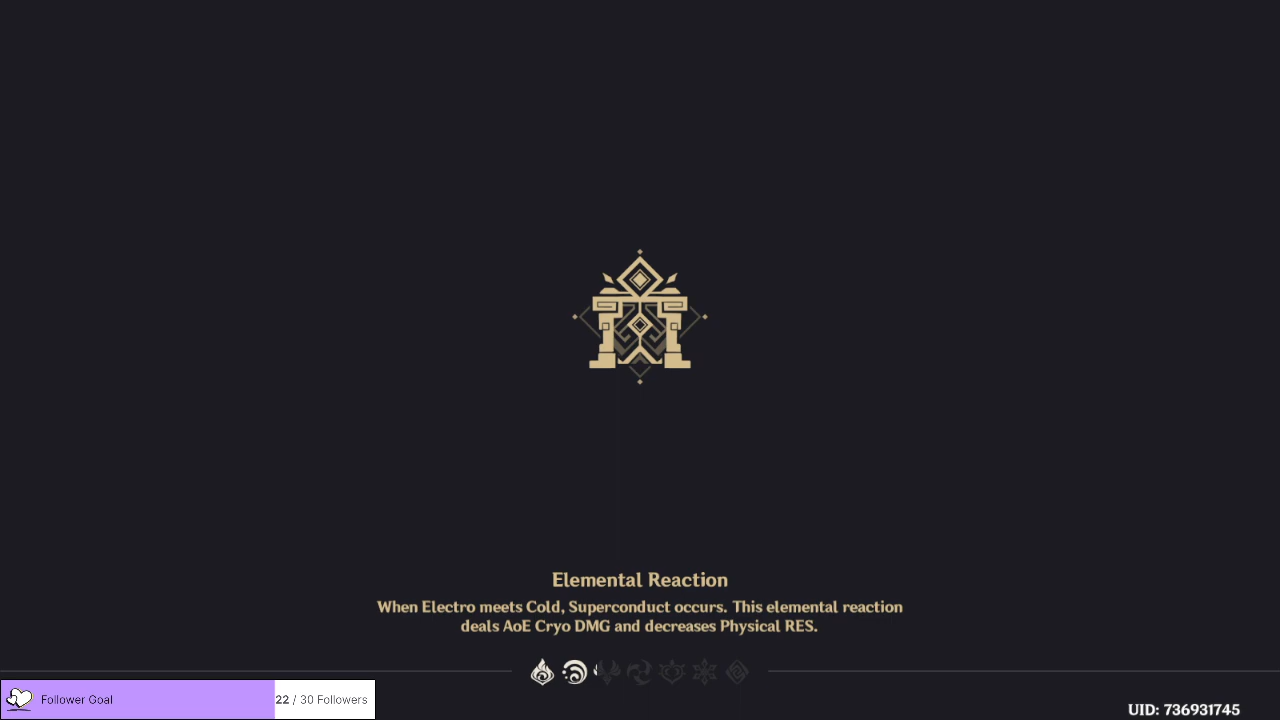 Elemental Reaction
When Electro meets Cold, Superconduct occurs. This elemental reaction
deals AoE Cryo DMG and decreases Physical RES.
Follower Goal
22 / 30 Followers
UID: 736931745